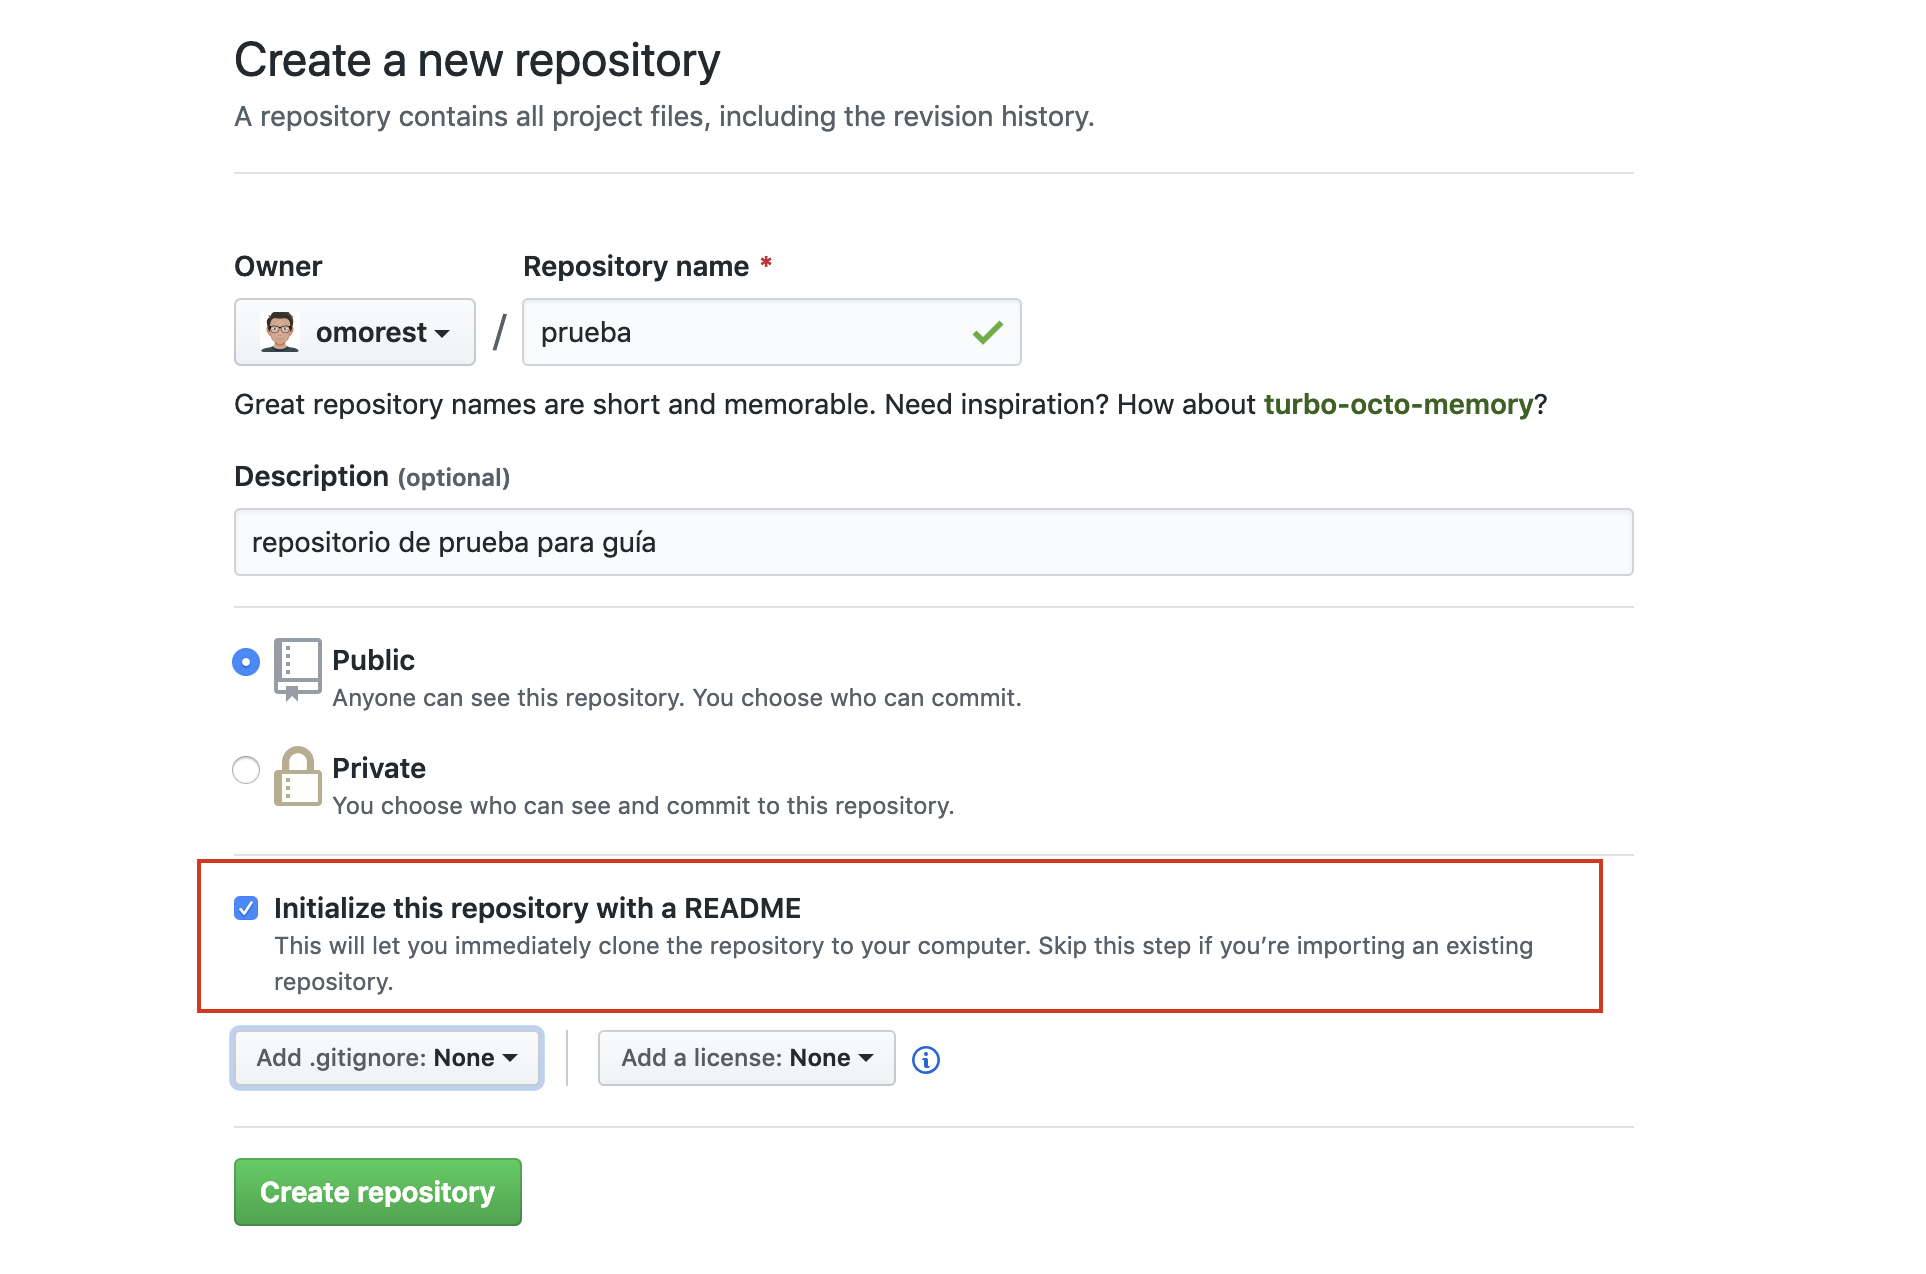 Create a new repository
A repository contains all project files, including the revision history.
Owner
Repository name *
omorest
/
prueba
Great repository names are short and memorable. Need inspiration? How about turbo-octo-memory?
Description (optional)
repositorio de prueba para guía
Public
Anyone can see this repository. You choose who can commit.
Private
You choose who can see and commit to this repository.
Initialize this repository with a README
This will let you immediately clone the repository to your computer. Skip this step if you’re importing an existing
repository.
Add .gitignore: None
Add a license: None
Create repository